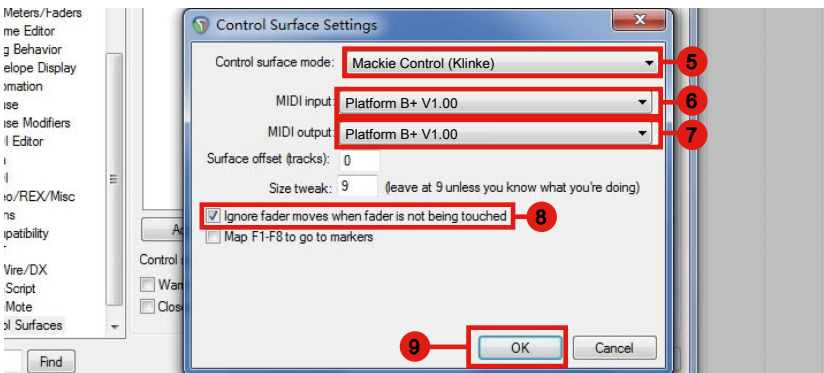 Meters/Faders
me Editor
g Behavior
elope Display
omation
use
use Modifiers
I Editor
eo/REX/Misc
ns
npatibility
Wire/DX
Script
Mote
ol Surfaces
Find
Control
Wan
Clos
Control Surface Settings
Control surface mode: Mackie Control (Klinke) 5
MIDI input: Platform B+ V1.00 6
MIDI output: Platform B+ V1.00 7
Surface offset (tracks): 0
Size tweak: 9 (leave at 9 unless you know what you're doing)
Ignore fader moves when fader is not being touched 8
Map F1-F8 to go to markers
9 OK Cancel